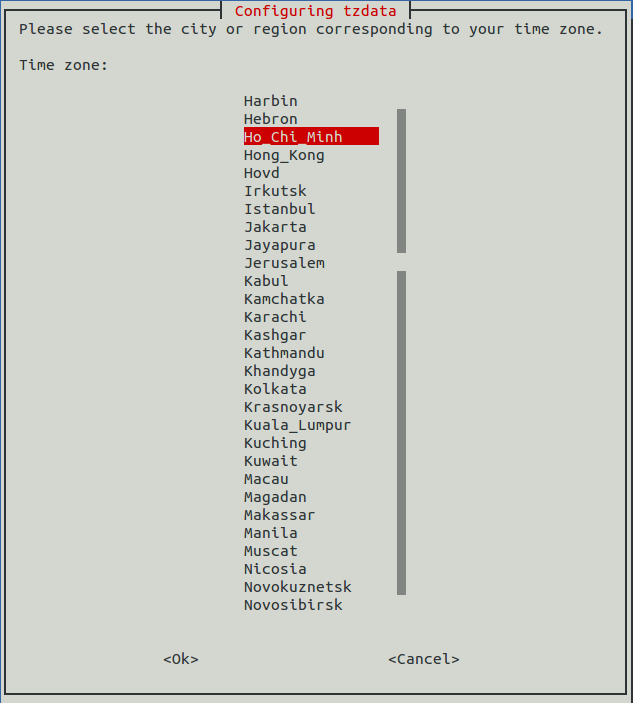 Configuring tzdata
Please select the city or region corresponding to your time zone.
Time zone:
Harbin
Hebron
Ho_Chi_Minh
Hong_Kong
Hovd
Irkutsk
Istanbul
Jakarta
Jayapura
Jerusalem
Kabul
Kamchatka
Karachi
Kashgar
Kathmandu
Khandyga
Kolkata
Krasnoyarsk
Kuala_Lumpur
Kuching
Kuwait
Macau
Magadan
Makassar
Manila
Muscat
Nicosia
Novokuznetsk
Novosibirsk
<Ok> <Cancel>